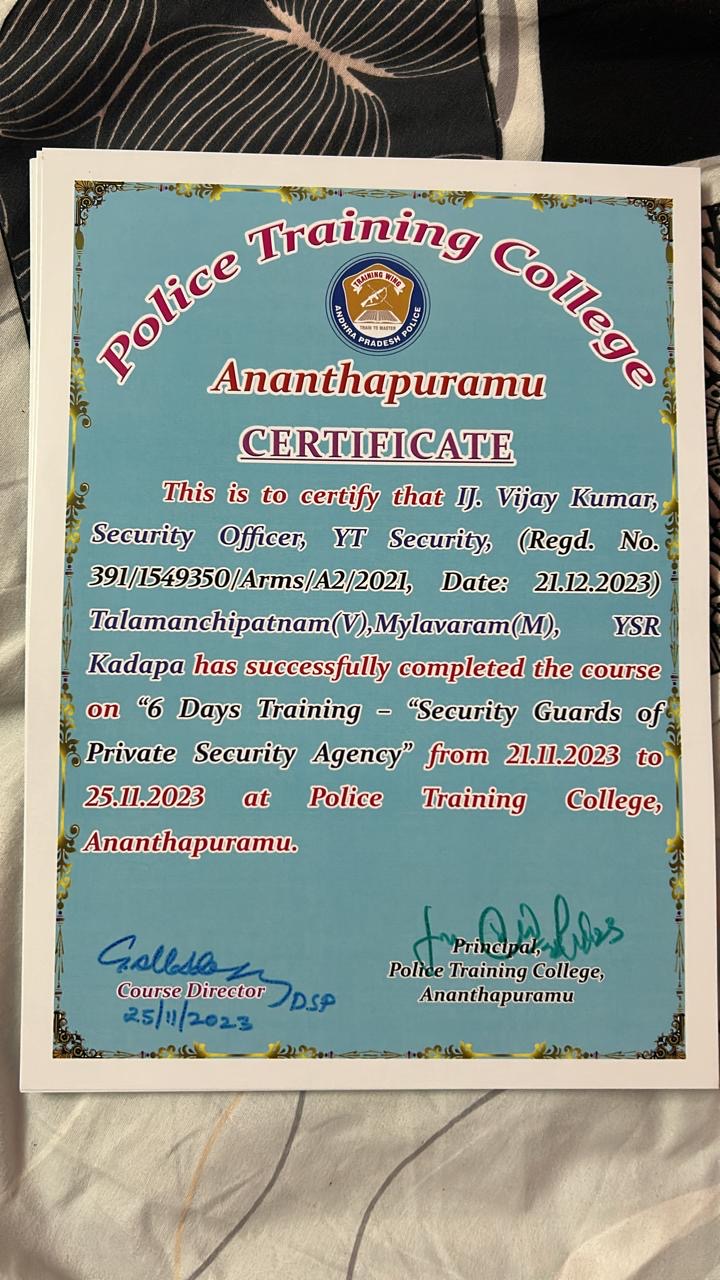 Police Training College
TRAINING WING
TRAIN TO MASTER
ANDHRA PRADESH POLICE
Ananthapuramu
CERTIFICATE
This is to certify that IJ. Vijay Kumar,
Security Officer, YT Security, (Regd. No.
391/1549350/Arms/A2/2021, Date: 21.12.2023)
Talamanchipatnam(V),Mylavaram(M), YSR
Kadapa has successfully completed the course
on “6 Days Training – “Security Guards of
Private Security Agency” from 21.11.2023 to
25.11.2023 at Police Training College,
Ananthapuramu.
Course Director
DSP
25/11/2023
Principal,
Police Training College,
Ananthapuramu